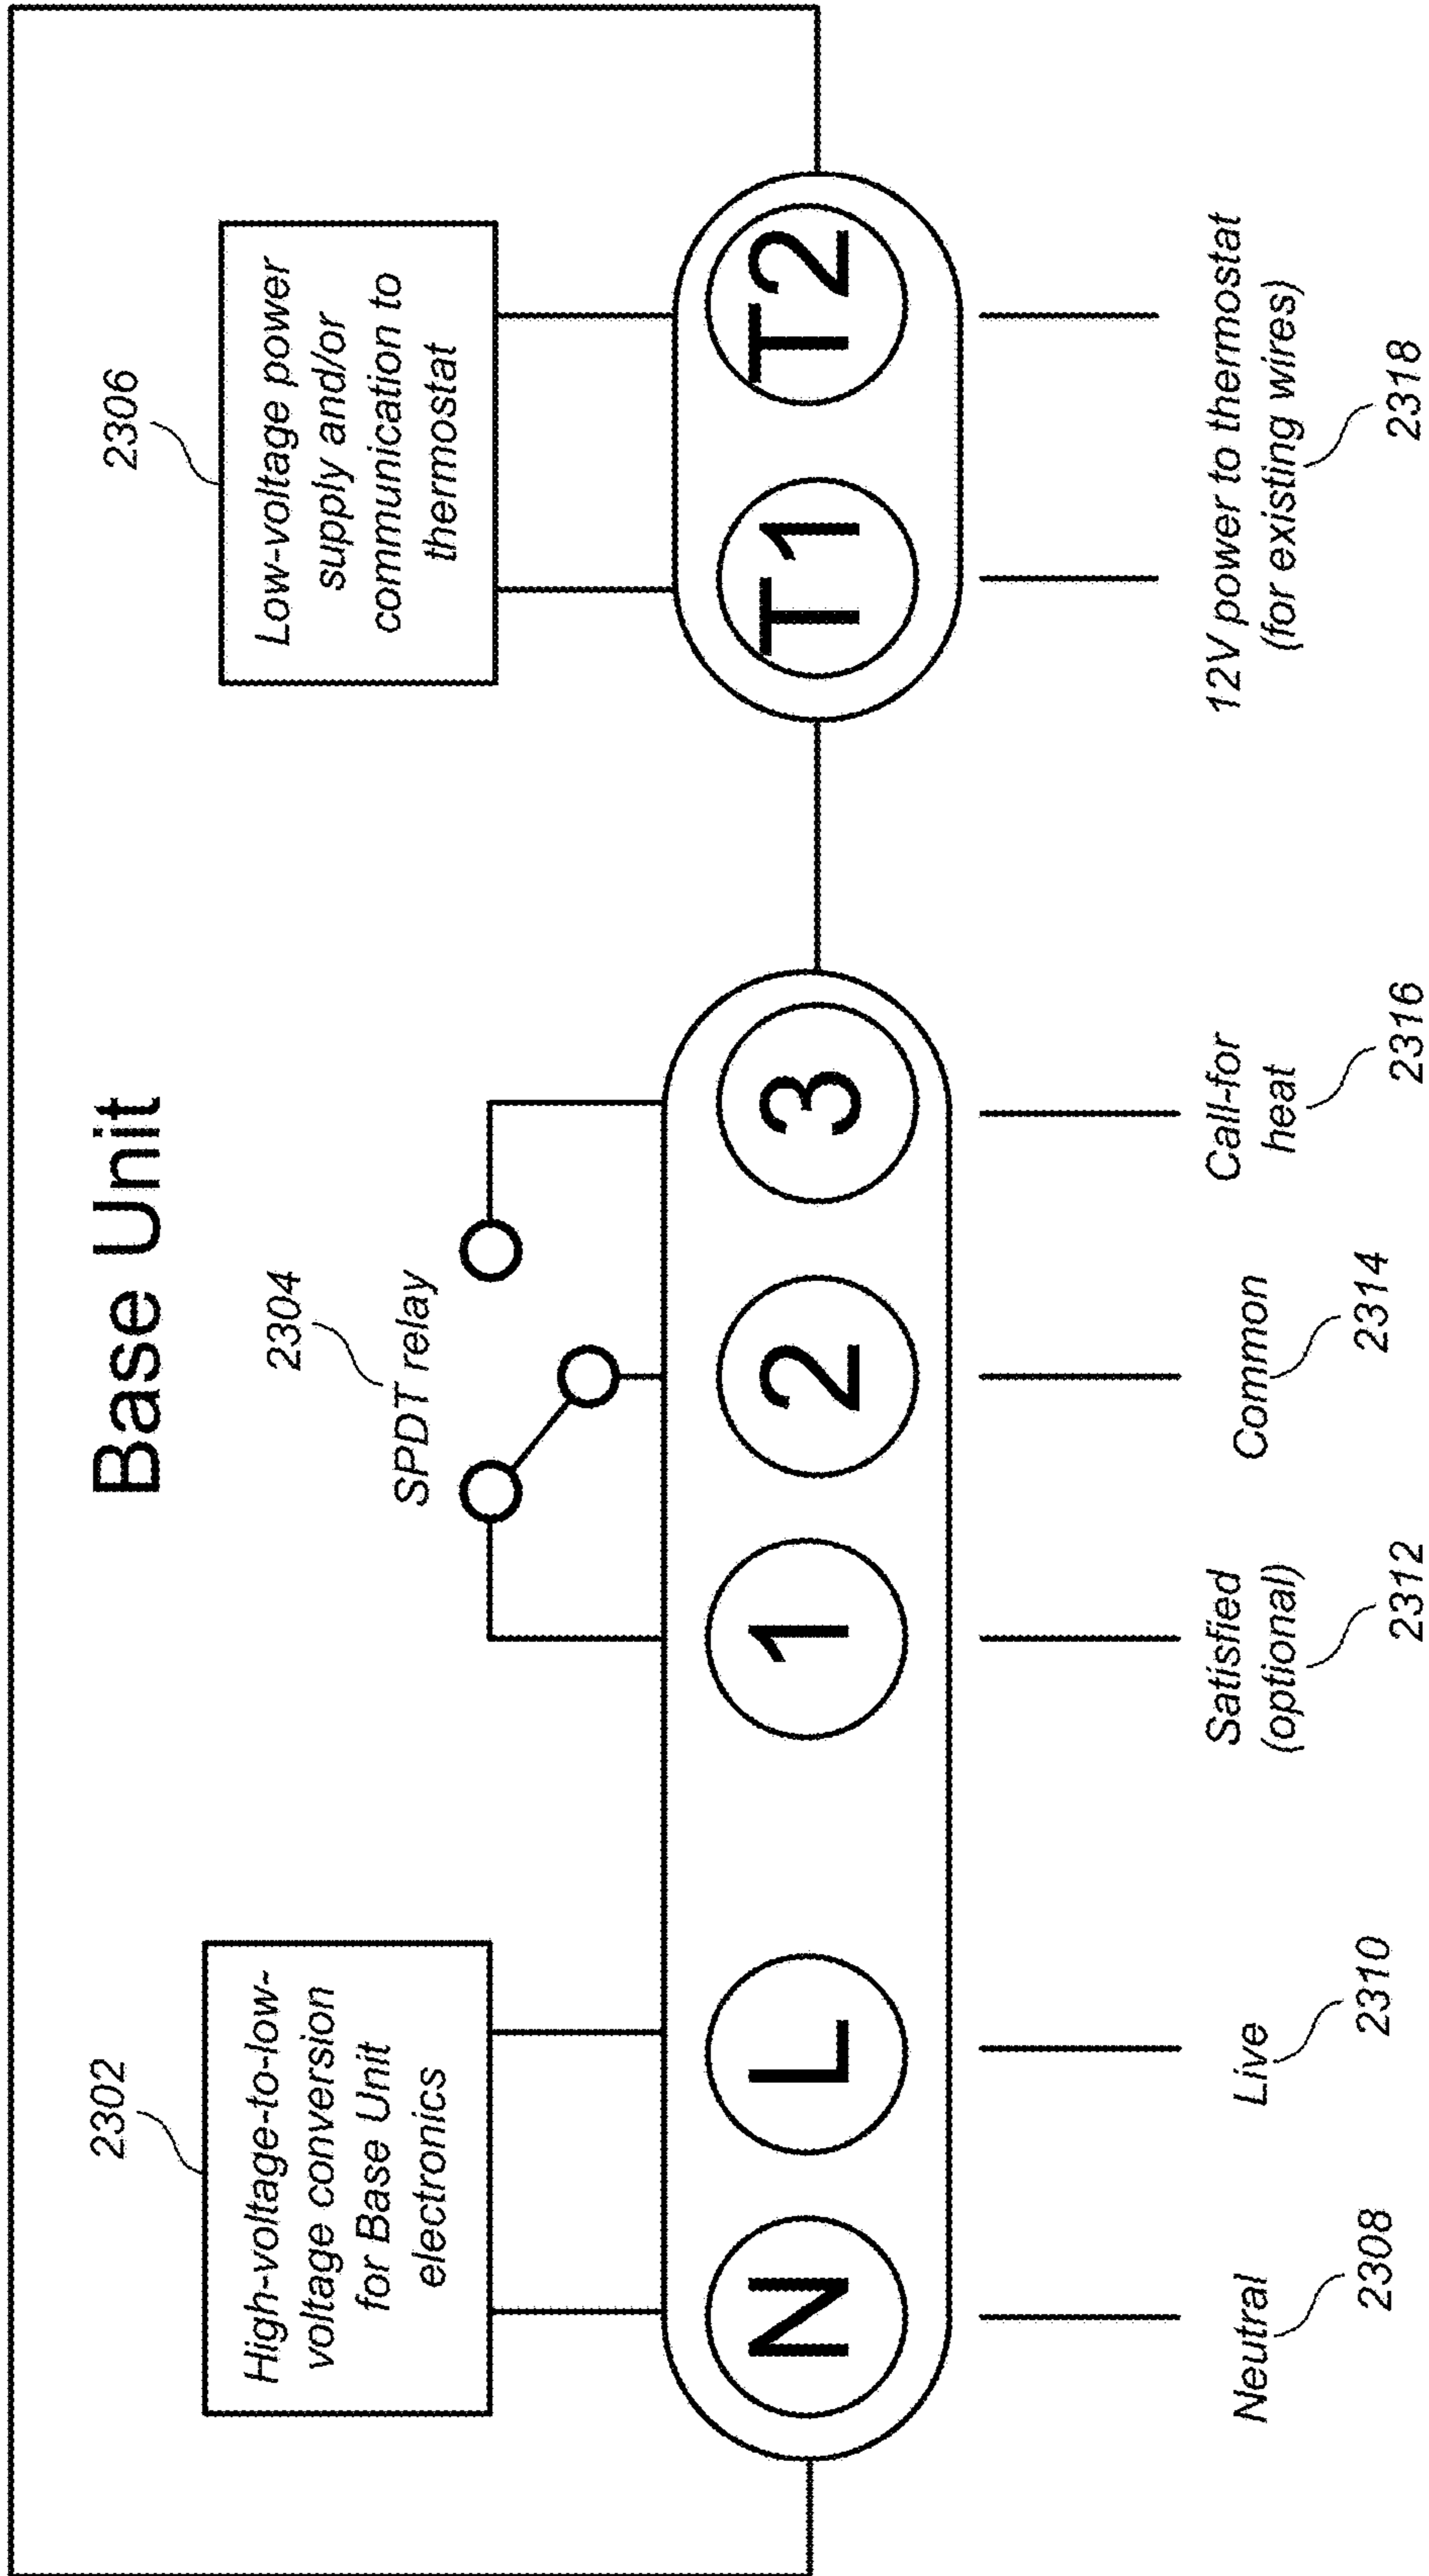 Base Unit
2302
High-voltage-to-low-
voltage conversion
for Base Unit
electronics
2304
SPDT relay
2306
Low-voltage power
supply and/or
communication to
thermostat
N
L
1
2
3
T1
T2
Neutral
2308
Live
2310
Satisfied
(optional)
2312
Common
2314
Call-for
heat
2316
12V power to thermostat
(for existing wires)
2318